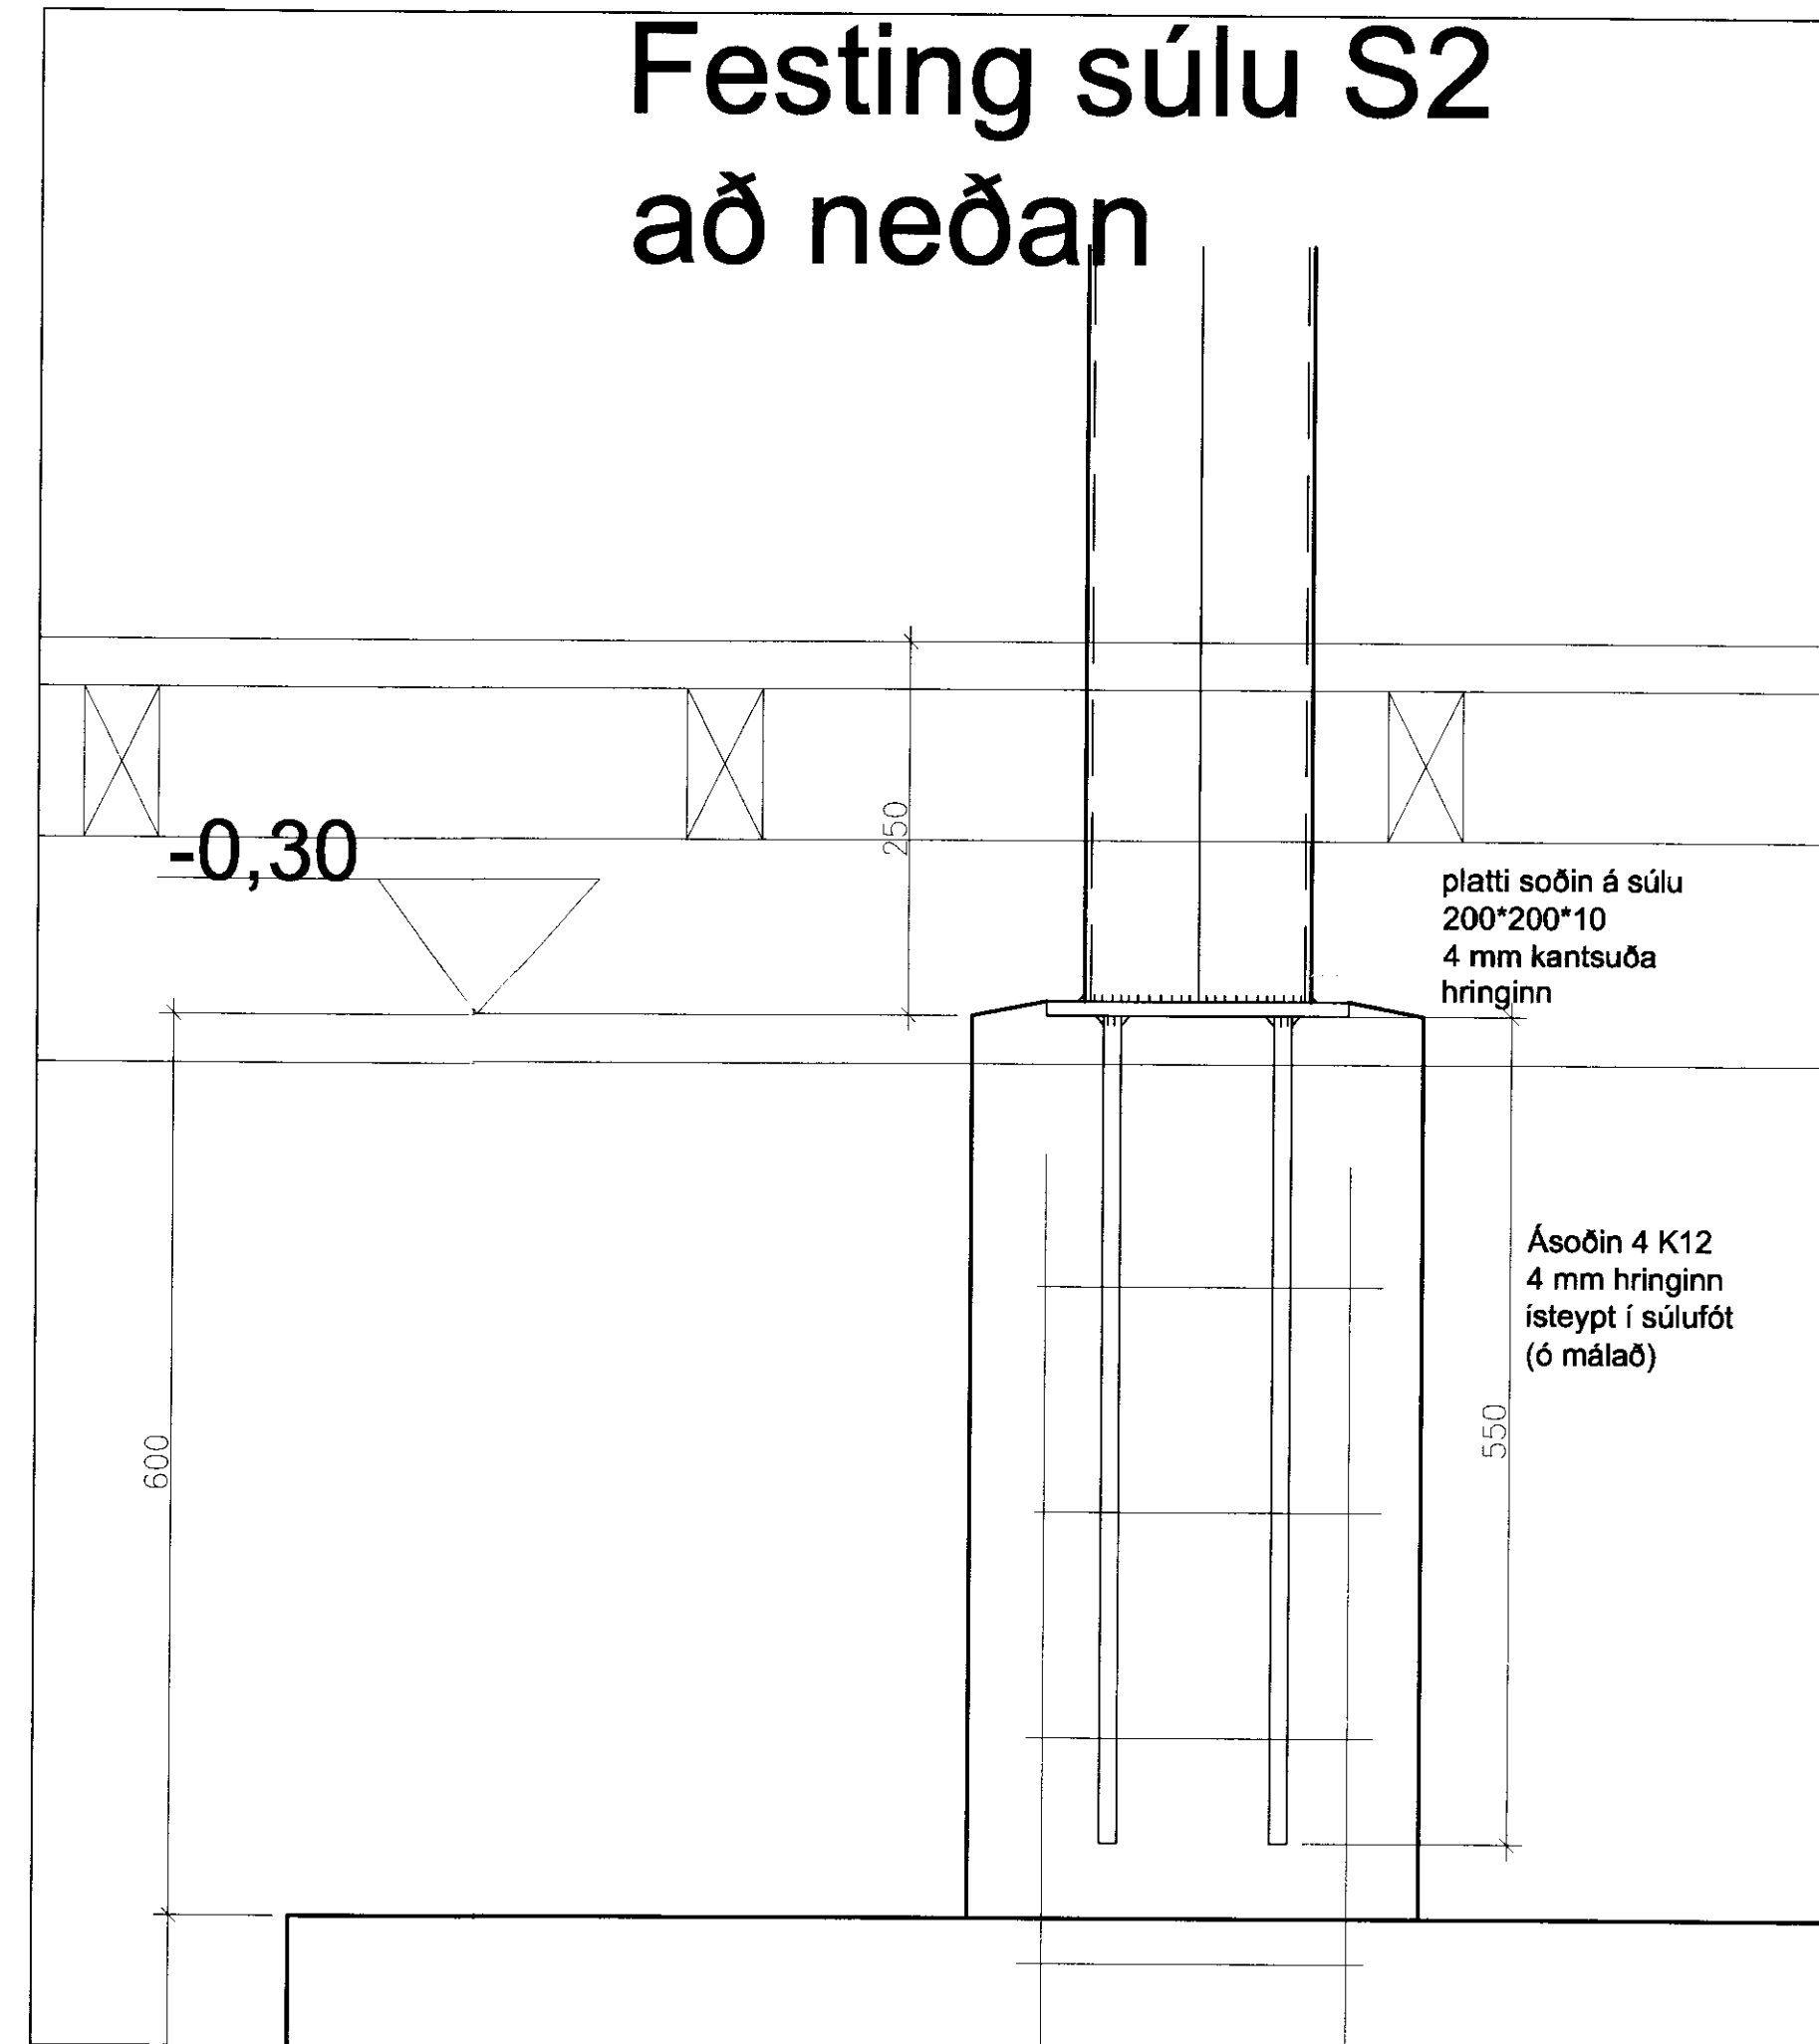 Festing súlu S2
að neðan
250
-0,30
platti soðin á súlu
200*200*10
4 mm kantsuða
hringinn
Ásoðin 4 K12
4 mm hringinn
ísteypt í súlufót
(ó málað)
550
600